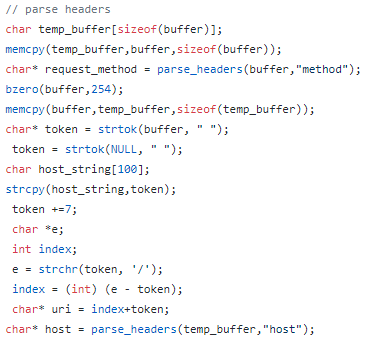 // parse headers
char temp_buffer[sizeof(buffer)];
memcpy(temp_buffer,buffer,sizeof(buffer));
char* request_method = parse_headers(buffer,"method");
bzero(buffer,254);
memcpy(buffer,temp_buffer,sizeof(temp_buffer));
char* token = strtok(buffer, " ");
token = strtok(NULL, " ");
char host_string[100];
strcpy(host_string,token);
token +=7;
char *e;
int index;
e = strchr(token, '/');
index = (int) (e - token);
char* uri = index+token;
char* host = parse_headers(temp_buffer,"host");